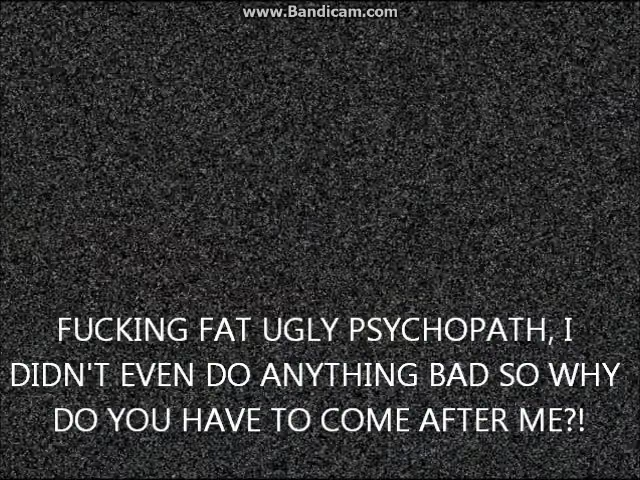 www.Bandicam.com
FUCKING FAT UGLY PSYCHOPATH, I
DIDN'T EVEN DO ANYTHING BAD SO WHY
DO YOU HAVE TO COME AFTER ME?!